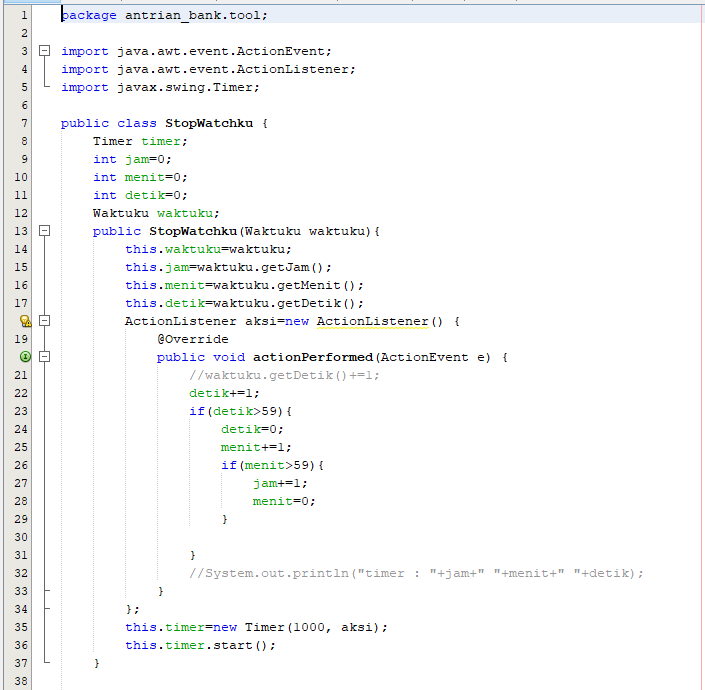 1 package antrian_bank.tool;
2
3 import java.awt.event.ActionEvent;
4 import java.awt.event.ActionListener;
5 import javax.swing.Timer;
6
7 public class StopWatchku {
8 Timer timer;
9 int jam=0;
10 int menit=0;
11 int detik=0;
12 Waktuku waktuku;
13 public StopWatchku(Waktuku waktuku){
14 this.waktuku=waktuku;
15 this.jam=waktuku.getJam();
16 this.menit=waktuku.getMenit();
17 this.detik=waktuku.getDetik();
ActionListener aksi=new ActionListener() {
19 @Override
public void actionPerformed(ActionEvent e) {
21 //waktuku.getDetik()+=1;
22 detik+=1;
23 if(detik>59){
24 detik=0;
25 menit+=1;
26 if(menit>59){
27 jam+=1;
28 menit=0;
29 }
30
31 }
32 //System.out.println("timer : "+jam+" "+menit+" "+detik);
33 }
34 };
35 this.timer=new Timer(1000, aksi);
36 this.timer.start();
37 }
38